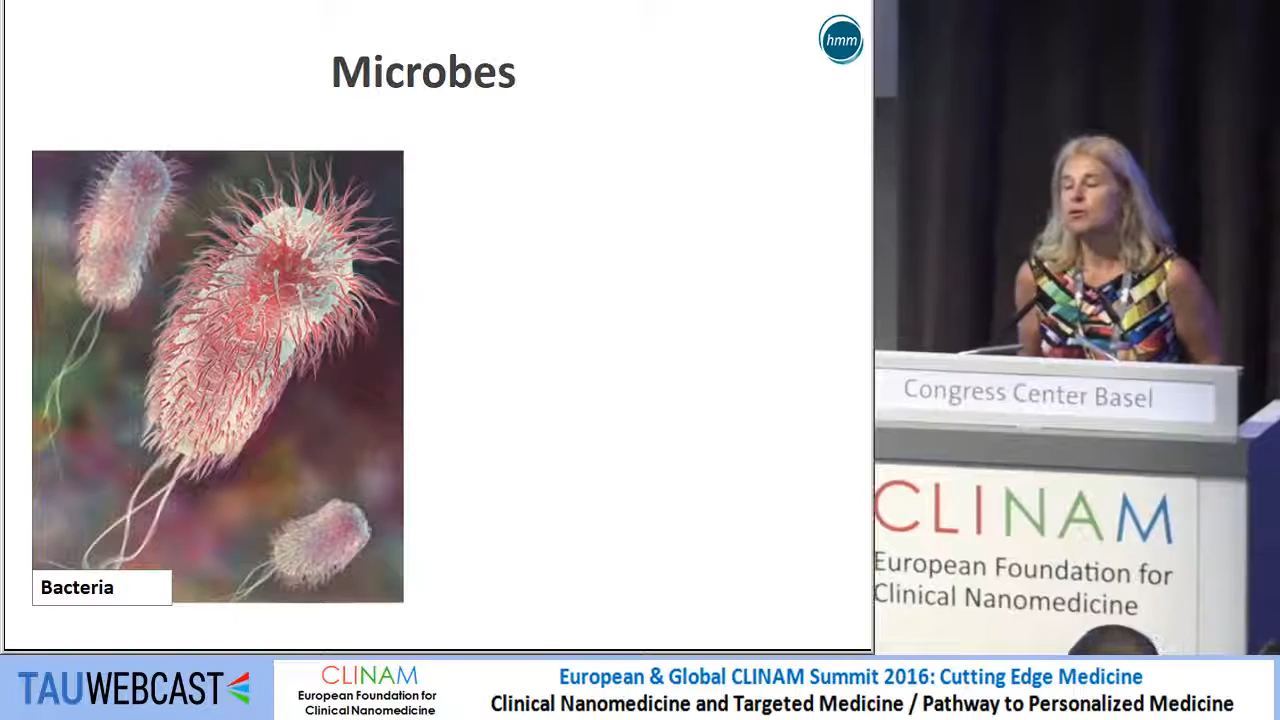 Microbes
hmm
Bacteria
Congress Center Basel
CLINAM
European Foundation for
Clinical Nanomedicine
TAUWEBCAST
CLINAM
European Foundation for
Clinical Nanomedicine
European & Global CLINAM Summit 2016: Cutting Edge Medicine
Clinical Nanomedicine and Targeted Medicine / Pathway to Personalized Medicine